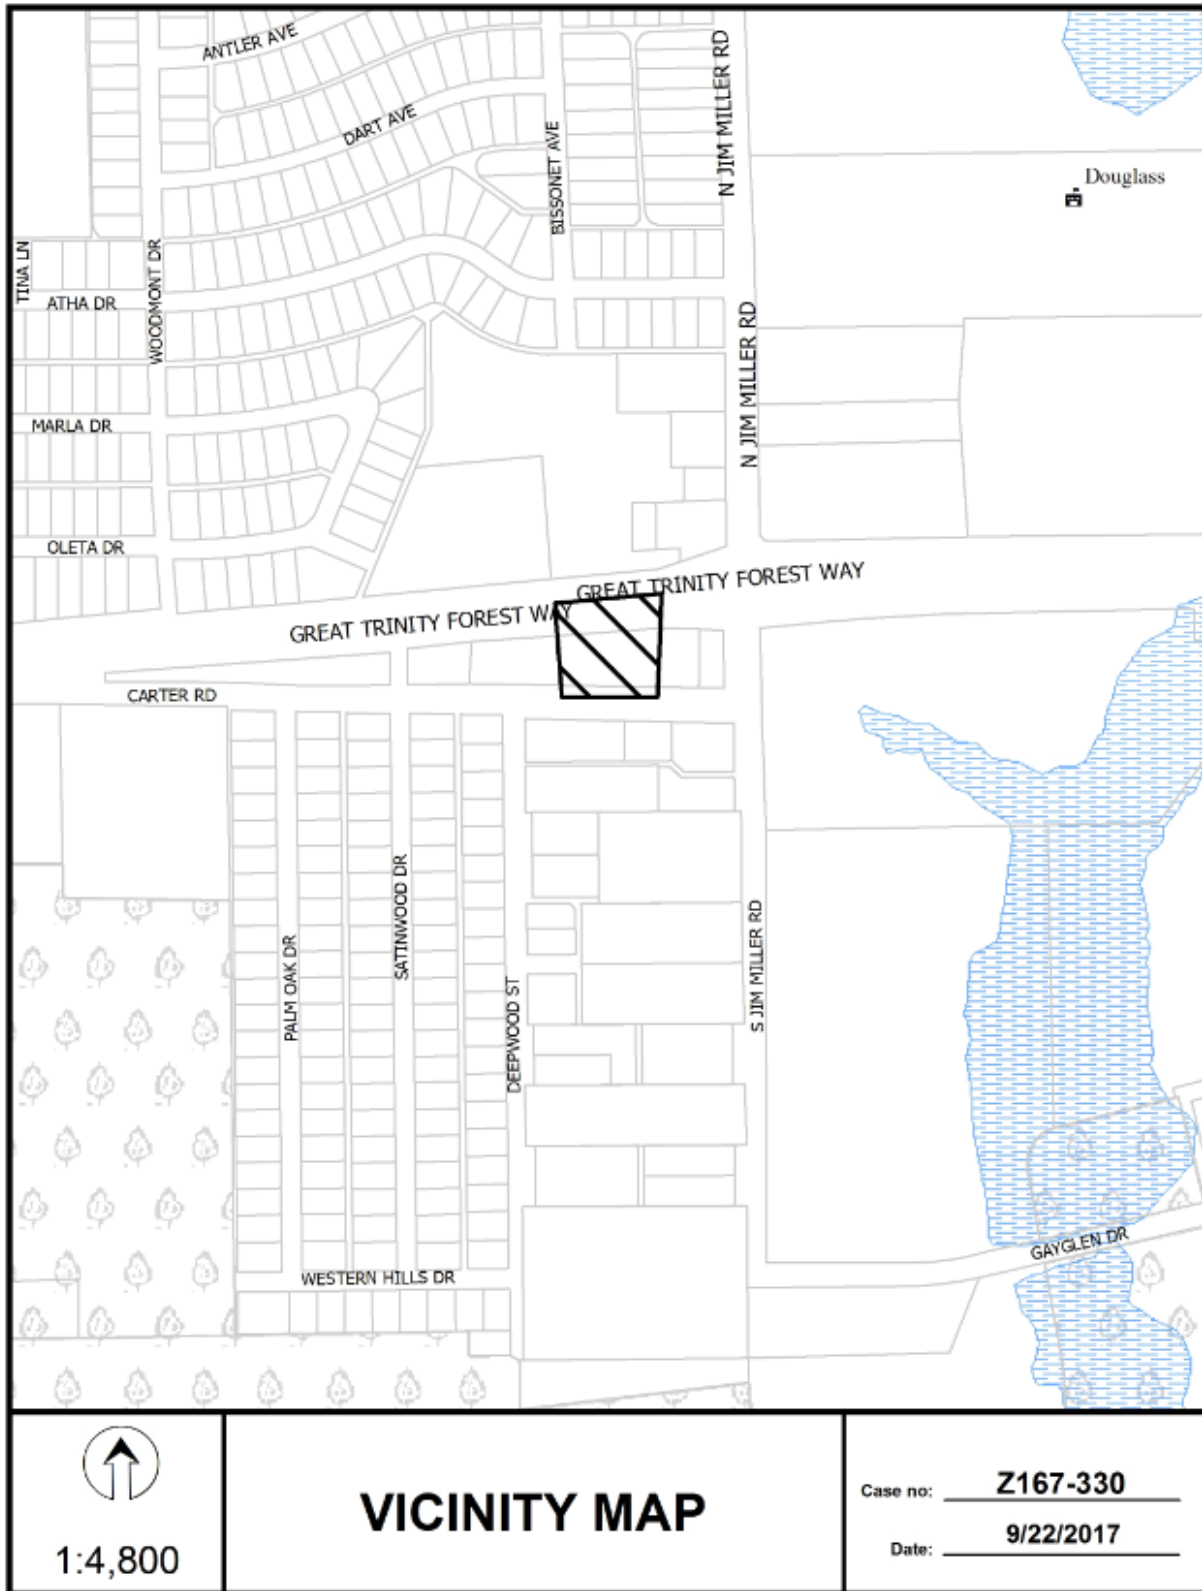 ANTLER AVE
N JIM MILLER RD
DART AVE
BISSONET AVE
Douglass
TINA LN
WOODMONT DR
ATHA DR
N JIM MILLER RD
MARLA DR
OLETA DR
GREAT TRINITY FOREST WAY
GREAT TRINITY FOREST WAY
CARTER RD
SATINWOOD DR
PALM OAK DR
S JIM MILLER RD
DEEPWOOD ST
GAYGLEN DR
WESTERN HILLS DR
1:4,800
VICINITY MAP
Case no: Z167-330
Date: 9/22/2017